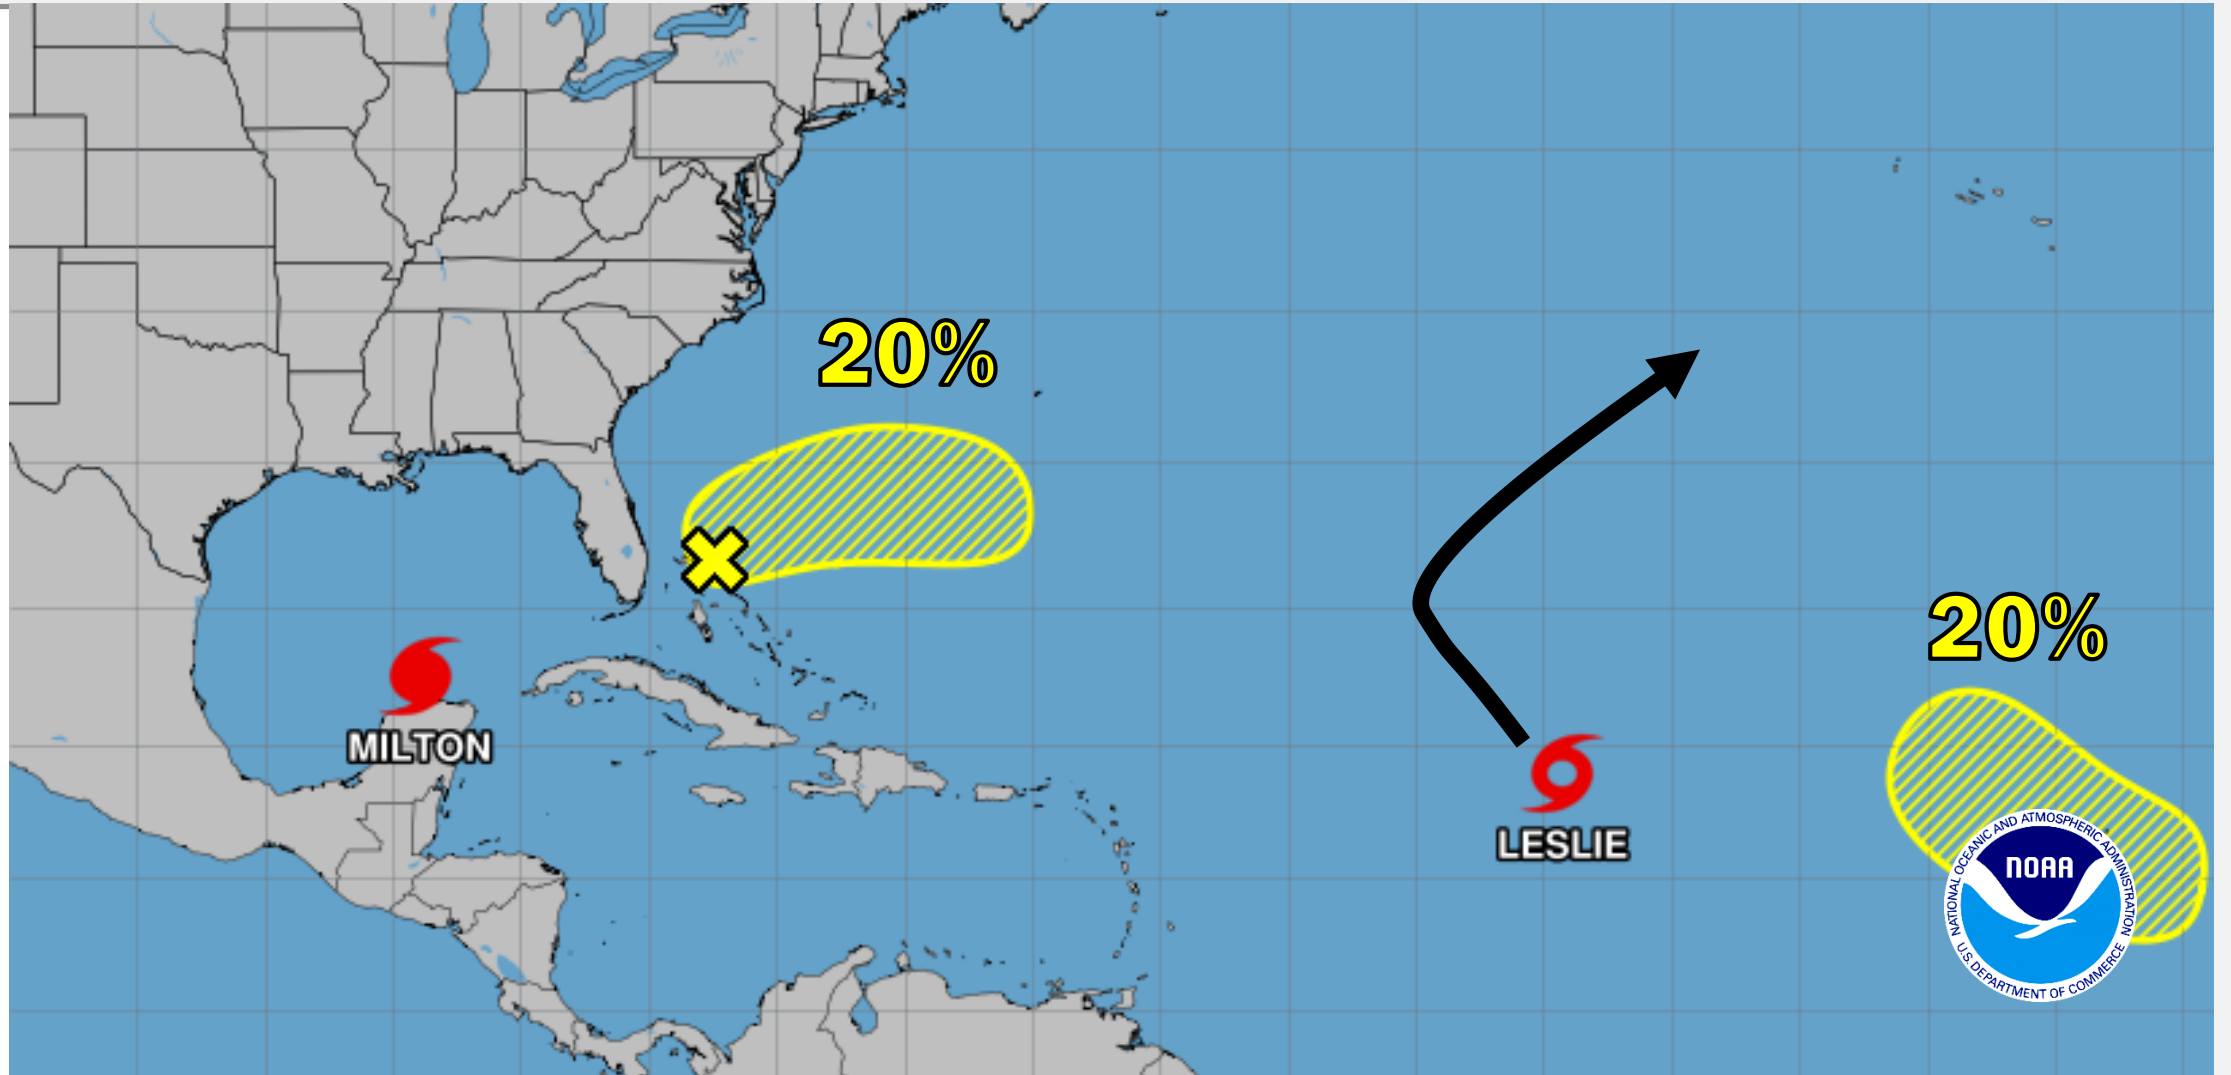 20%
20%
MILTON
LESLIE
NATIONAL OCEANIC AND ATMOSPHERIC ADMINISTRATION
NOAA
U.S. DEPARTMENT OF COMMERCE